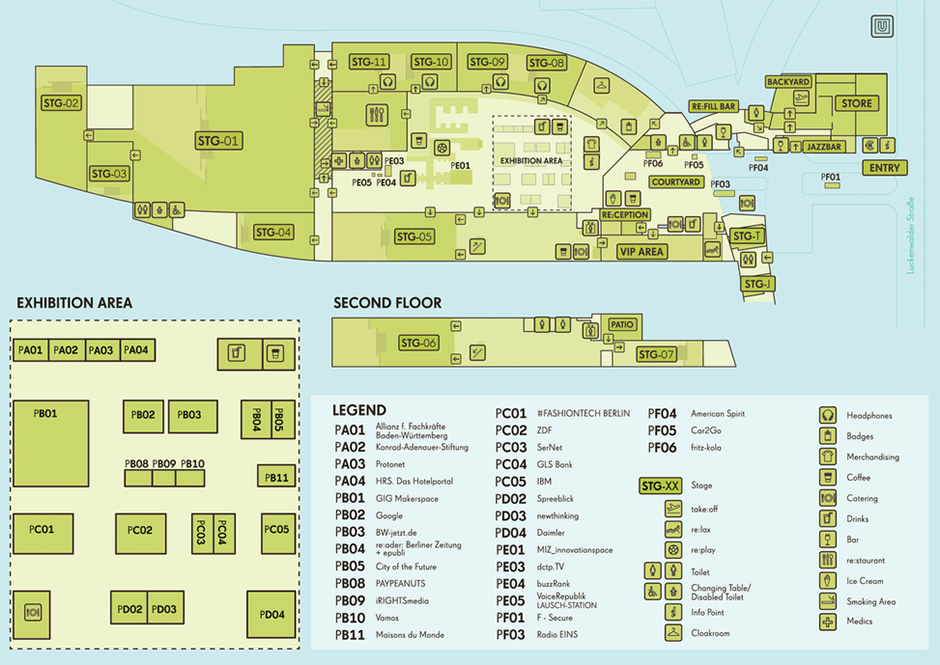 U
STG-11
STG-10
STG-09
STG-08
STG-02
STG-01
STG-03
STG-04
STG-05
PE03
PE05 PE04
PE01
EXHIBITION AREA
BACKYARD
STORE
RE:FILL BAR
JAZZBAR
ENTRY
PF06
PF05
PF04
PF01
PF03
COURTYARD
RE:CEPTION
VIP AREA
STG-T
STG-J
Luckenwalder Straße
EXHIBITION AREA
PA01
PA02
PA03
PA04
PB01
PB02
PB03
PB04
PB05
PB08 PB09 PB10
PB11
PC01
PC02
PC03
PC04
PC05
PD02
PD03
PD04
SECOND FLOOR
STG-06
PATIO
STG-07
LEGEND
PA01 Allianz f. Fachkräfte
Baden-Württemberg
PA02 Konrad-Adenauer-Stiftung
PA03 Protonet
PA04 HRS. Das Hotelportal
PB01 GIG Makerspace
PB02 Google
PB03 BW-jetzt.de
PB04 re:ader: Berliner Zeitung
+ epubli
PB05 City of the Future
PB08 PAYPEANUTS
PB09 iRIGHTSmedia
PB10 Vamos
PB11 Maisons du Monde
PC01 #FASHIONTECH BERLIN
PC02 ZDF
PC03 SerNet
PC04 GLS Bank
PC05 IBM
PD02 Spreeblick
PD03 newthinking
PD04 Daimler
PE01 MIZ_innovationspace
PE03 dctp.TV
PE04 buzzRank
PE05 VoiceRepublik
LAUSCH-STATION
PF01 F - Secure
PF03 Radio EINS
PF04 American Spirit
PF05 Car2Go
PF06 fritz-kola
STG-XX Stage
take:off
re:lax
re:play
Toilet
Changing Table/
Disabled Toilet
Info Point
Cloakroom
Headphones
Badges
Merchandising
Coffee
Catering
Drinks
Bar
re:staurant
Ice Cream
Smoking Area
Medics